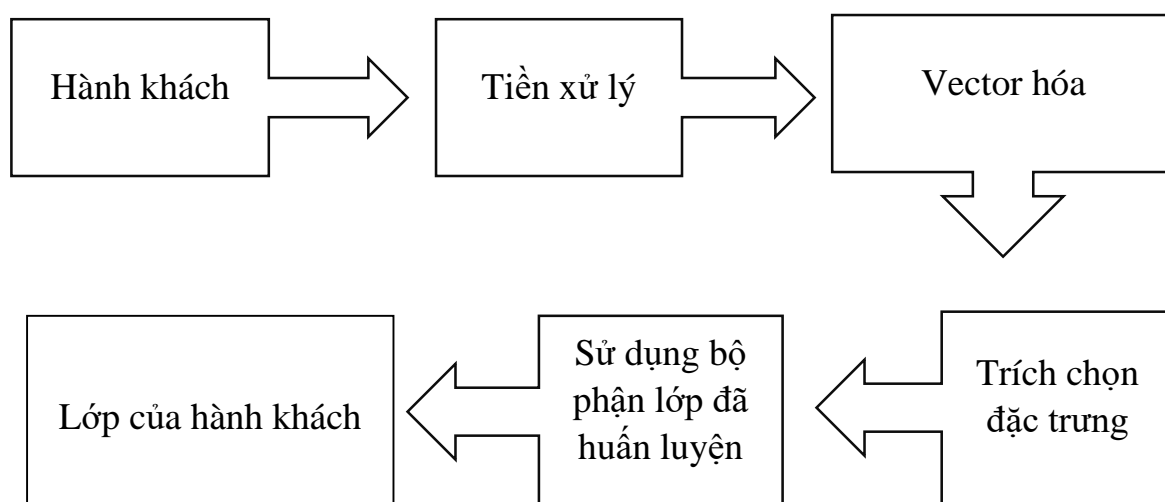 Hành khách
Tiền xử lý
Vector hóa
Trích chọn
đặc trưng
Sử dụng bộ
phận lớp đã
huấn luyện
Lớp của hành khách